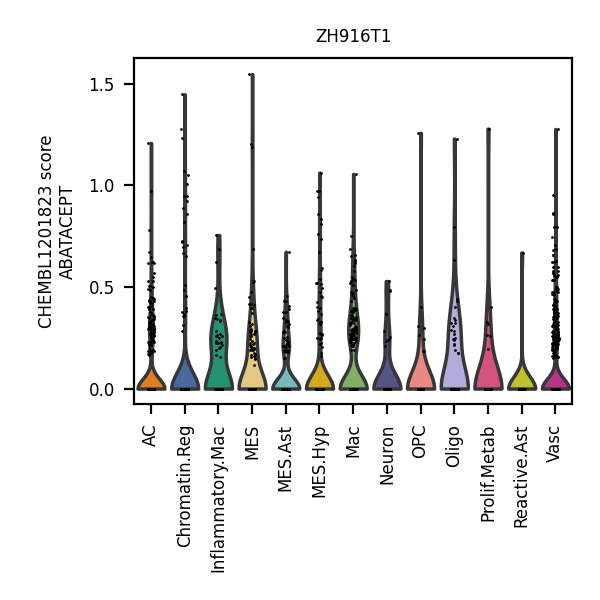 ZH916T1
CHEMBL1201823 score
ABATACEPT
1.5
1.0
0.5
0.0
AC
Chromatin.Reg
Inflammatory.Mac
MES
MES.Ast
MES.Hyp
Mac
Neuron
OPC
Oligo
Prolif.Metab
Reactive.Ast
Vasc